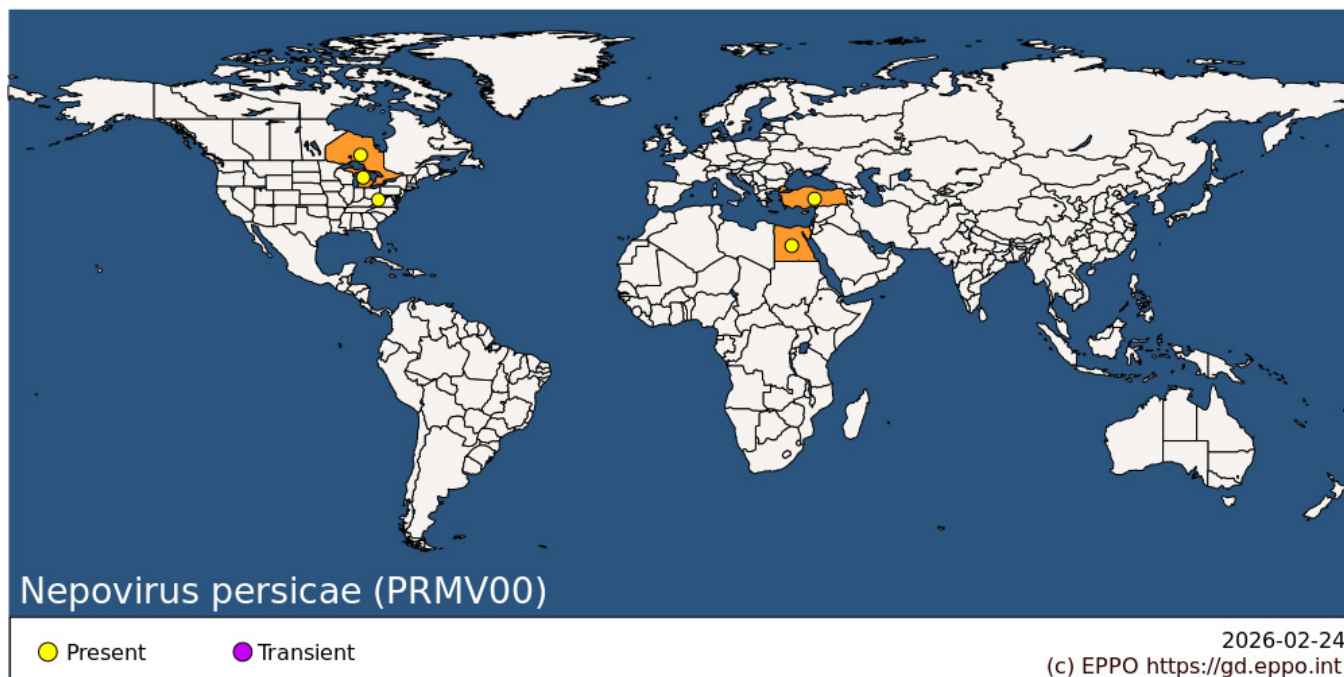 Nepovirus persicae (PRMV00)
Present
Transient
2026-02-24
(c) EPPO https://gd.eppo.int